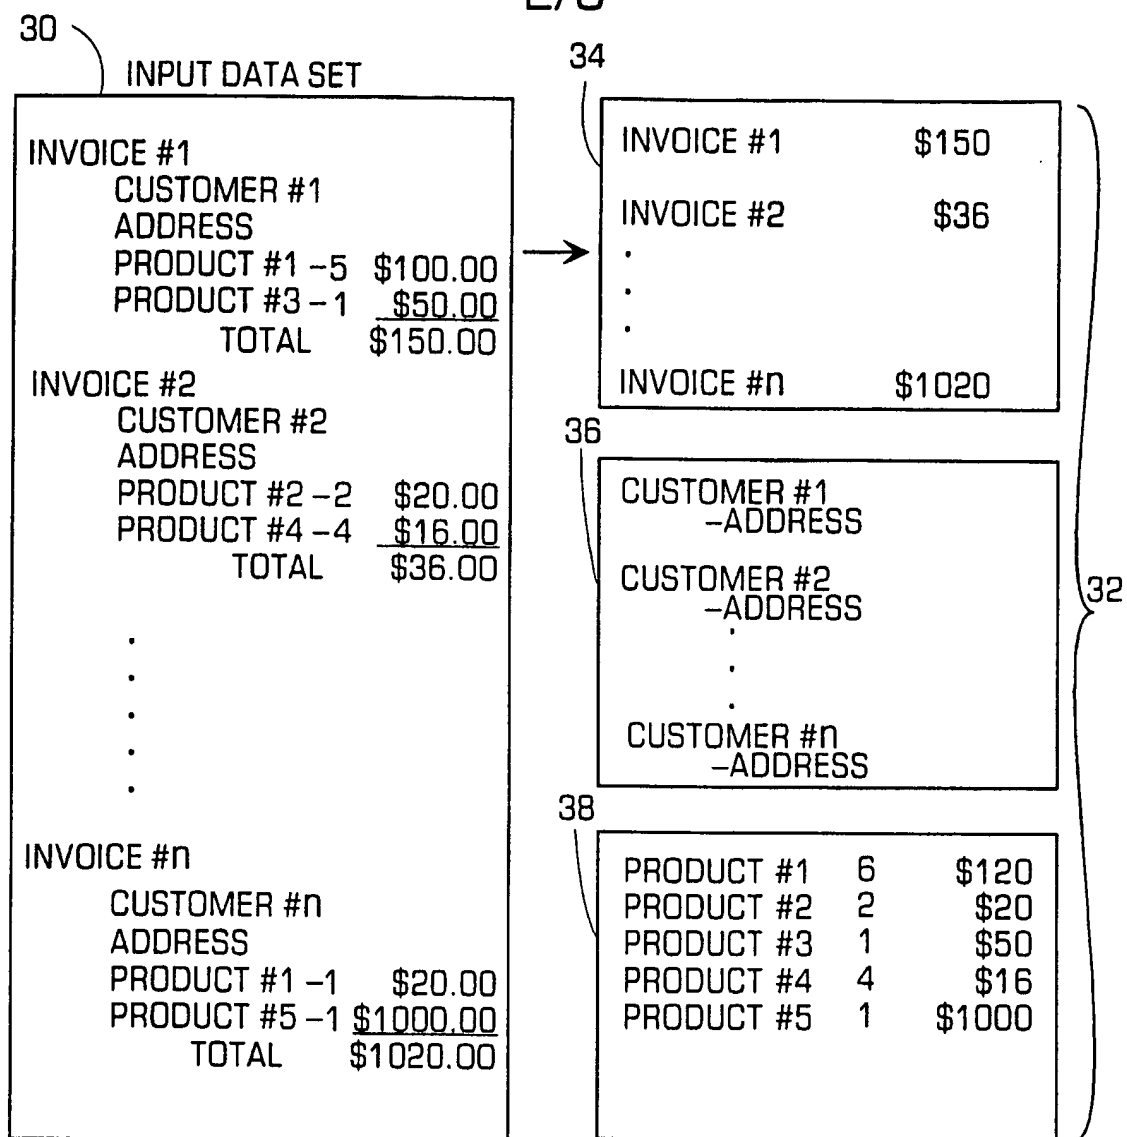 30
INPUT DATA SET
INVOICE #1
CUSTOMER #1
ADDRESS
PRODUCT #1 –5 $100.00
PRODUCT #3 – 1 $50.00
TOTAL $150.00
INVOICE #2
CUSTOMER #2
ADDRESS
PRODUCT #2 –2 $20.00
PRODUCT #4 –4 $16.00
TOTAL $36.00
INVOICE #n
CUSTOMER #n
ADDRESS
PRODUCT #1 –1 $20.00
PRODUCT #5 –1 $1000.00
TOTAL $1020.00
34
INVOICE #1 $150
INVOICE #2 $36
INVOICE #n $1020
36
CUSTOMER #1
–ADDRESS
CUSTOMER #2
–ADDRESS
CUSTOMER #n
–ADDRESS
32
38
PRODUCT #1 6 $120
PRODUCT #2 2 $20
PRODUCT #3 1 $50
PRODUCT #4 4 $16
PRODUCT #5 1 $1000